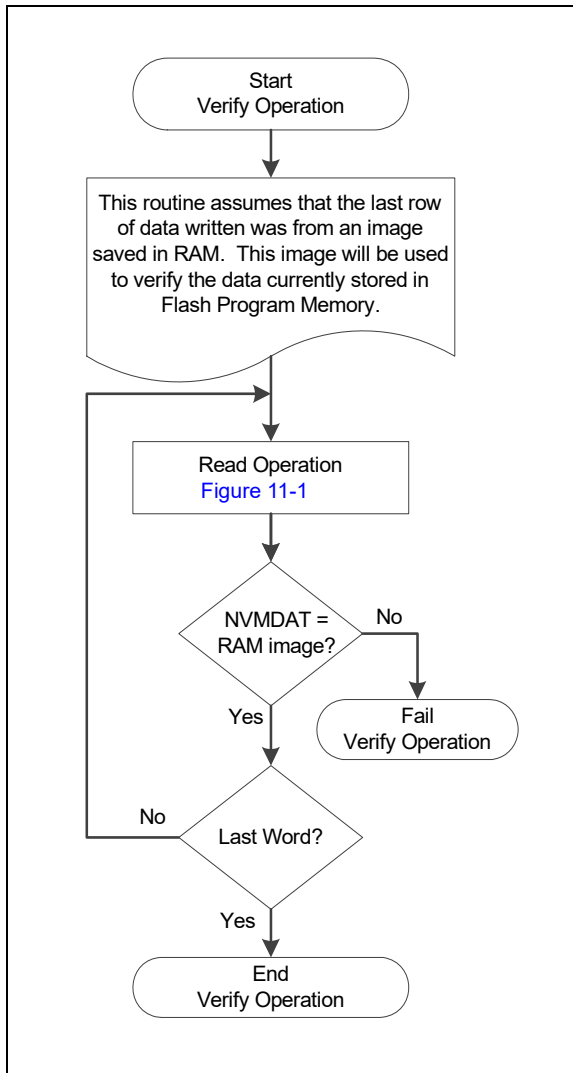 Start
Verify Operation
This routine assumes that the last row
of data written was from an image
saved in RAM.  This image will be used
to verify the data currently stored in
Flash Program Memory.
Read Operation
Figure 11-1
NVMDAT =
RAM image?
No
Fail
Verify Operation
Yes
Last Word?
No
Yes
End
Verify Operation